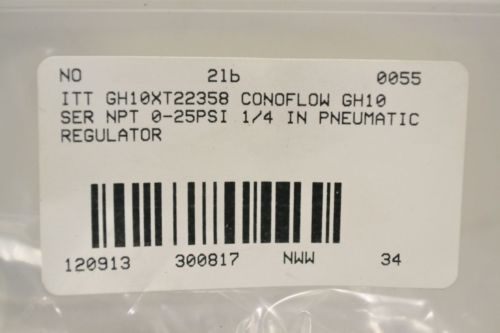 NO 21b 0055
ITT GH10XT22358 CONOFLOW GH10
SER NPT 0-25PSI 1/4 IN PNEUMATIC
REGULATOR
120913 300817 NWW 34